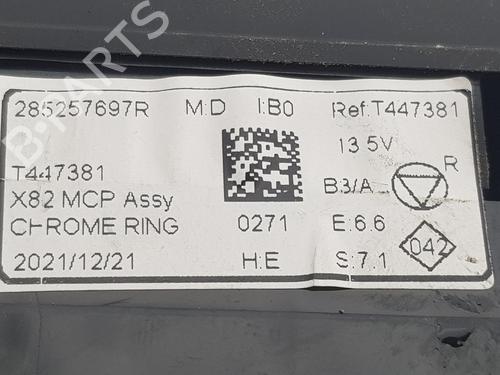 285257697R M:D I:B0 Ref:T447381
13.5V
T447381 R
X82 MCP Assy B3/A
CHROME RING 0271 E:6.6 042
2021/12/21 H:E S:7.1
B-PARTS